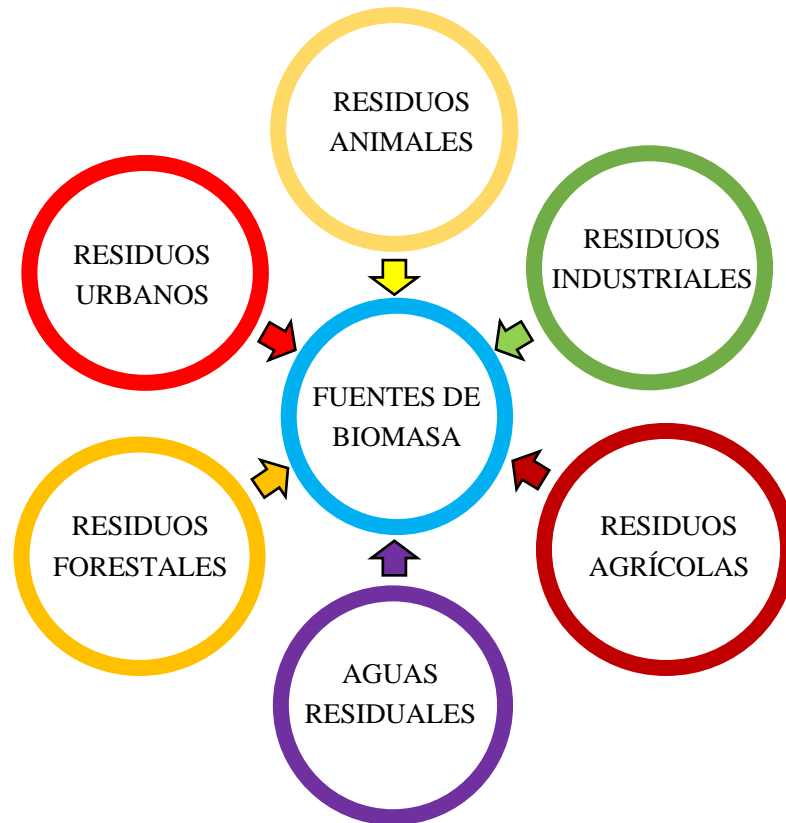 RESIDUOS
ANIMALES
RESIDUOS
URBANOS
RESIDUOS
INDUSTRIALES
FUENTES DE
BIOMASA
RESIDUOS
FORESTALES
RESIDUOS
AGRÍCOLAS
AGUAS
RESIDUALES